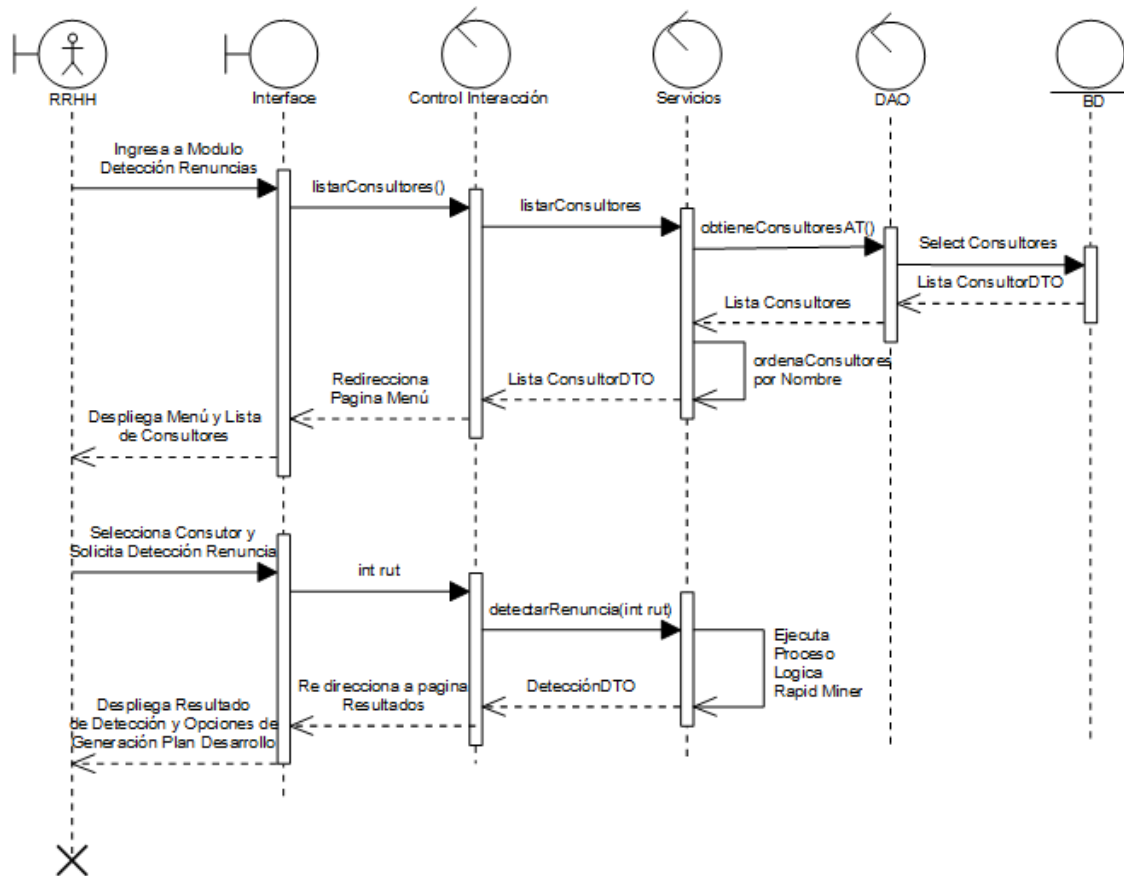 RRHH
Interface
Control Interacción
Servicios
DAO
BD
Ingresa a Modulo
Detección Renuncias
listarConsultores()
listarConsultores
obtieneConsultoresAT()
Select Consultores
Lista ConsultorDTO
Lista Consultores
ordenaConsultores
por Nombre
Lista ConsultorDTO
Redirecciona
Pagina Menú
Despliega Menú y Lista
de Consultores
Selecciona Consutor y
Solicita Detección Renuncia
int rut
detectarRenuncia(int rut)
Ejecuta
Proceso
Logica
Rapid Miner
DetecciónDTO
Re direcciona a pagina
Resultados
Despliega Resultado
de Detección y Opciones de
Generación Plan Desarrollo